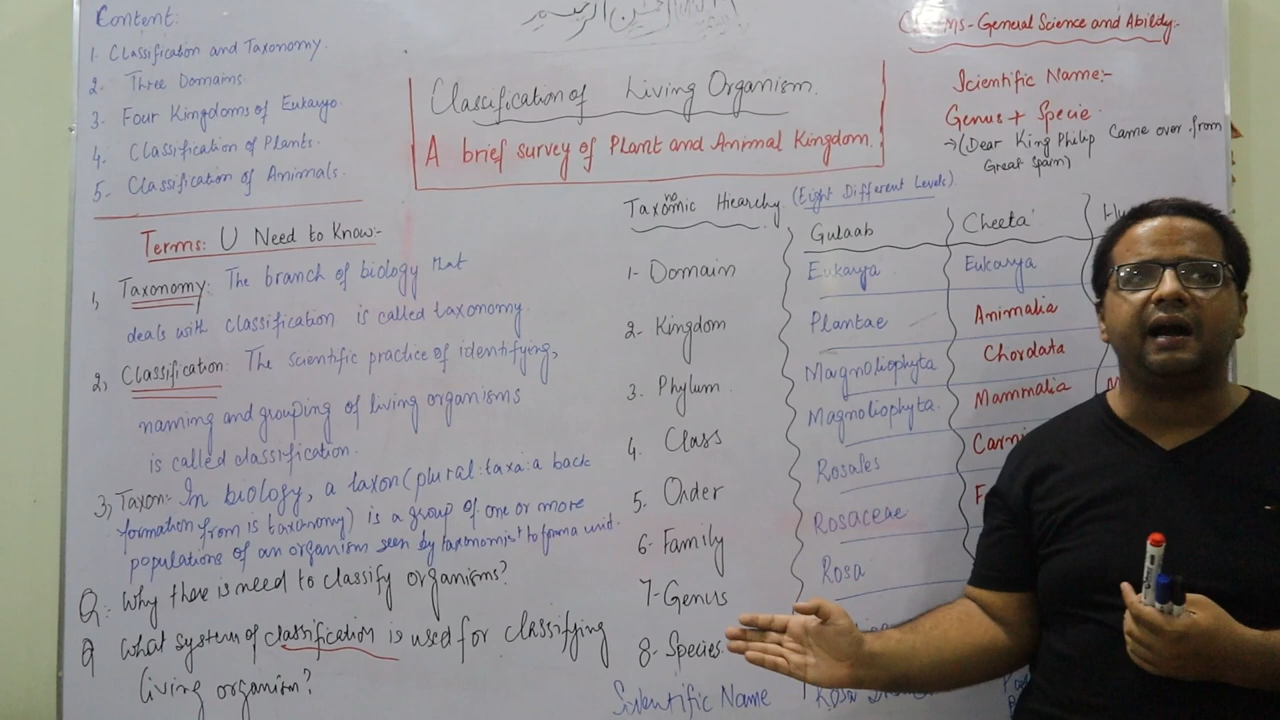 Content:
1. Classification and Taxonomy.
2. Three Domains.
3. Four Kingdoms of Eukaryo.
4. Classification of Plants.
5. Classification of Animals.
Terms: U Need to Know:-
1, Taxonomy: The branch of biology that
deals with classification is called taxonomy.
2, Classification: The scientific practice of identifying,
naming and grouping of living organisms
is called classification.
3, Taxon:- In biology, a taxon (plural: taxa: a back
formation from is taxonomy) is a group of one or more
populations of an organism seen by taxonomist to form a unit.
Q: Why there is need to classify organisms?
Q What system of classification is used for classifying
living organism?
Clascification of Living Organism.
A brief survey of Plant and Animal Kingdom.
Ms - General Science and Ability:-
Scientific Name:-
Genus + Specie.
→(Dear King Philip Came over from
Great Spain)
Taxonomic Hiearchy (Eight Different Levels).
Gulaab Cheeta
1- Domain Eukarya Eukarya
2- Kingdom Plantae Animalia
3. Phylum Magnoliophyta Chordata
4. Class Magnoliophyta. Mammalia
5. Order Rosales
6- Family Rosaceae
7- Genus Rosa
8- Species
Scientific Name Rosa